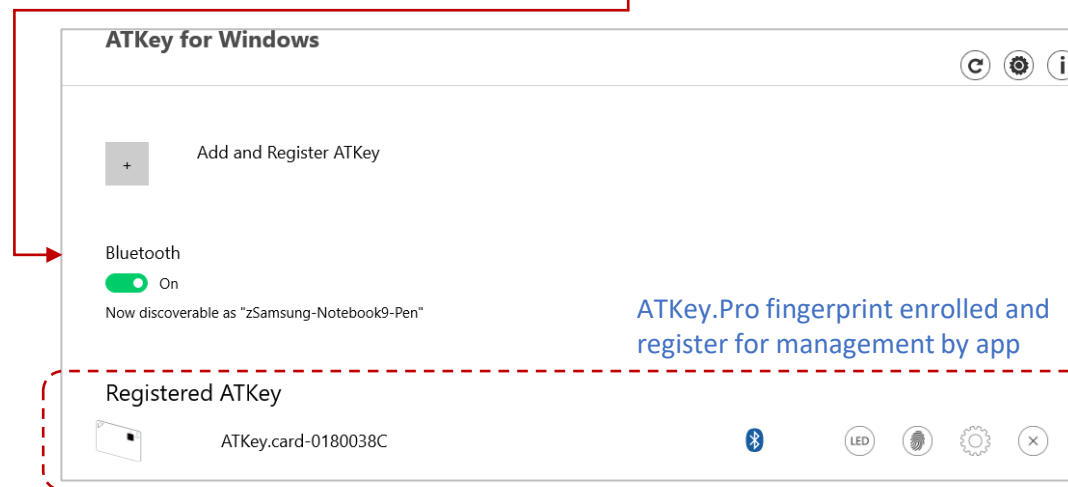 ATKey for Windows
+
Add and Register ATKey
Bluetooth
On
Now discoverable as "zSamsung-Notebook9-Pen"
ATKey.Pro fingerprint enrolled and
register for management by app
Registered ATKey
ATKey.card-0180038C
LED